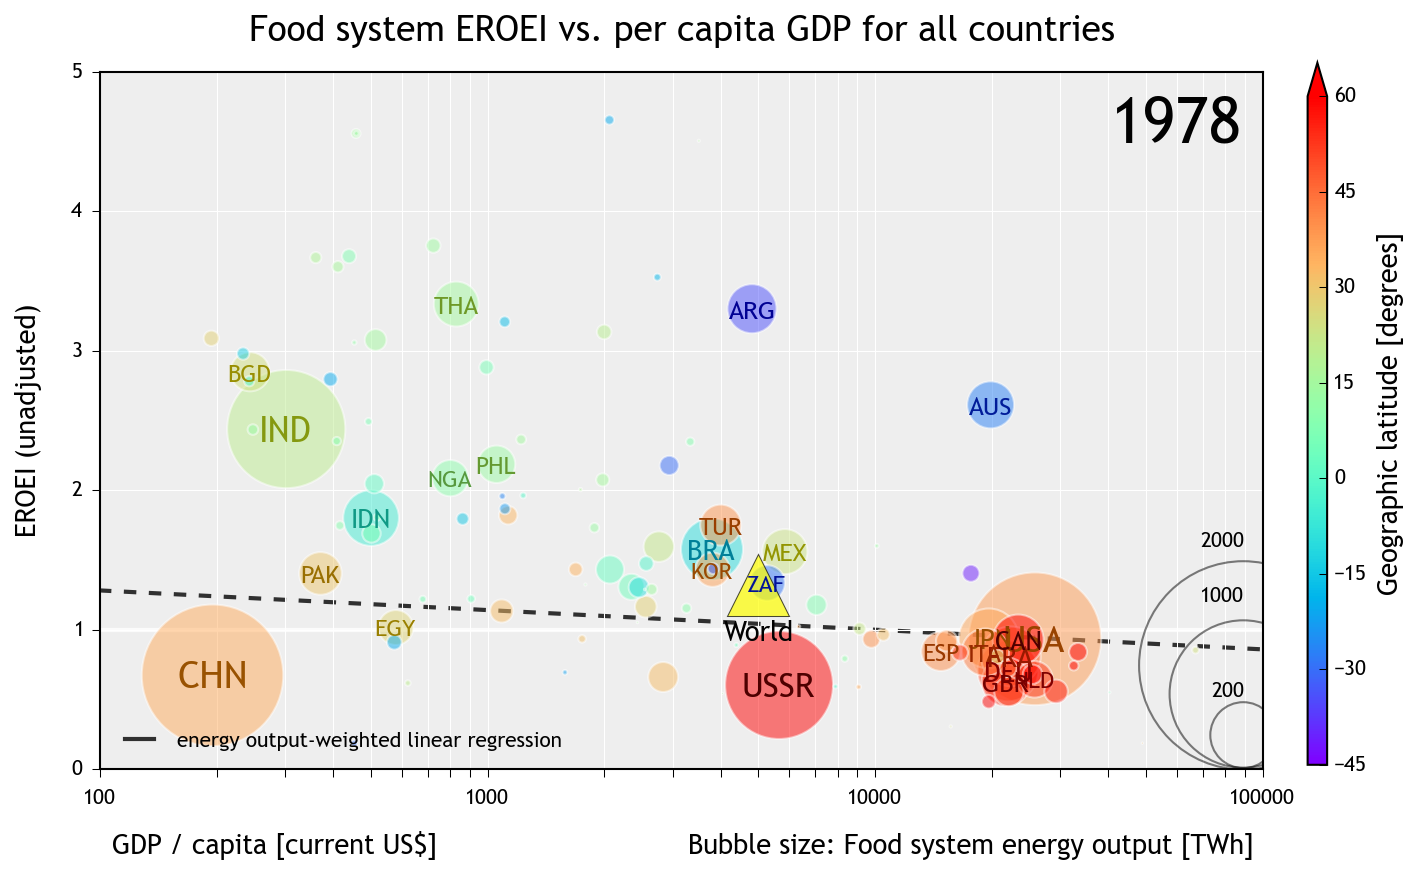 Food system EROEI vs. per capita GDP for all countries
1978
EROEI (unadjusted)
5
4
3
2
1
0
THA
ARG
BGD
IND
AUS
NGA
PHL
IDN
TUR
BRA
MEX
KOR
ZAF
PAK
World
EGY
CHN
USSR
ESP
ITA
CAN
USA
GBR
energy output-weighted linear regression
2000
1000
200
100
1000
10000
100000
GDP / capita [current US$]
Bubble size: Food system energy output [TWh]
60
45
30
15
0
−15
−30
−45
Geographic latitude [degrees]